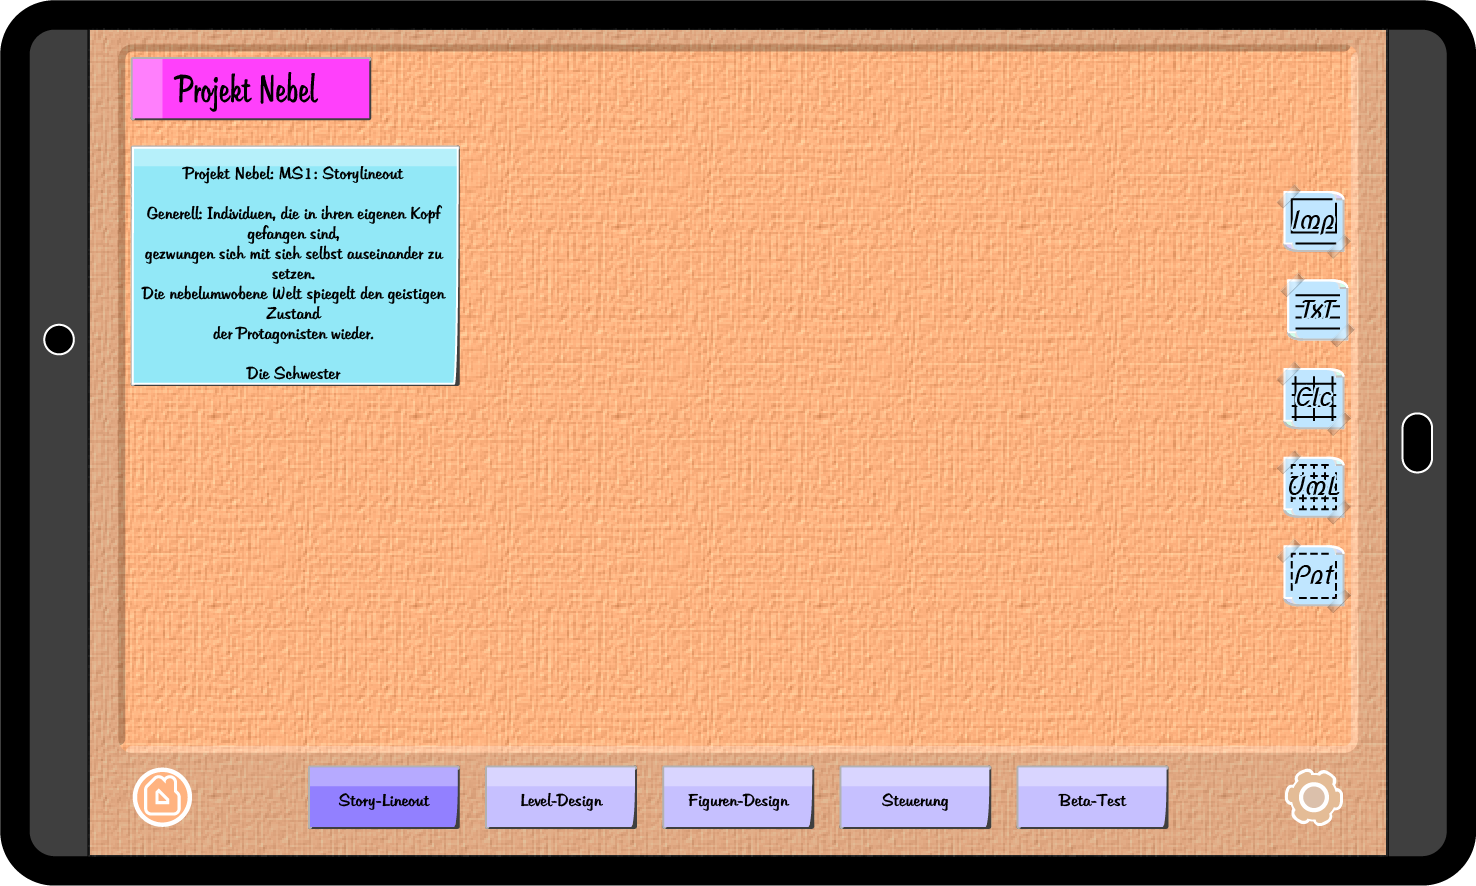 Projekt Nebel
Projekt Nebel: MS1: Storylineout
Generell: Individuen, die in ihren eigenen Kopf
gefangen sind,
gezwungen sich mit sich selbst auseinander zu
setzen.
Die nebelumwobene Welt spiegelt den geistigen
Zustand
der Protagonisten wieder.
Die Schwester
Imp
TxT
Clc
UmL
Pnt
Story-Lineout
Level-Design
Figuren-Design
Steuerung
Beta-Test